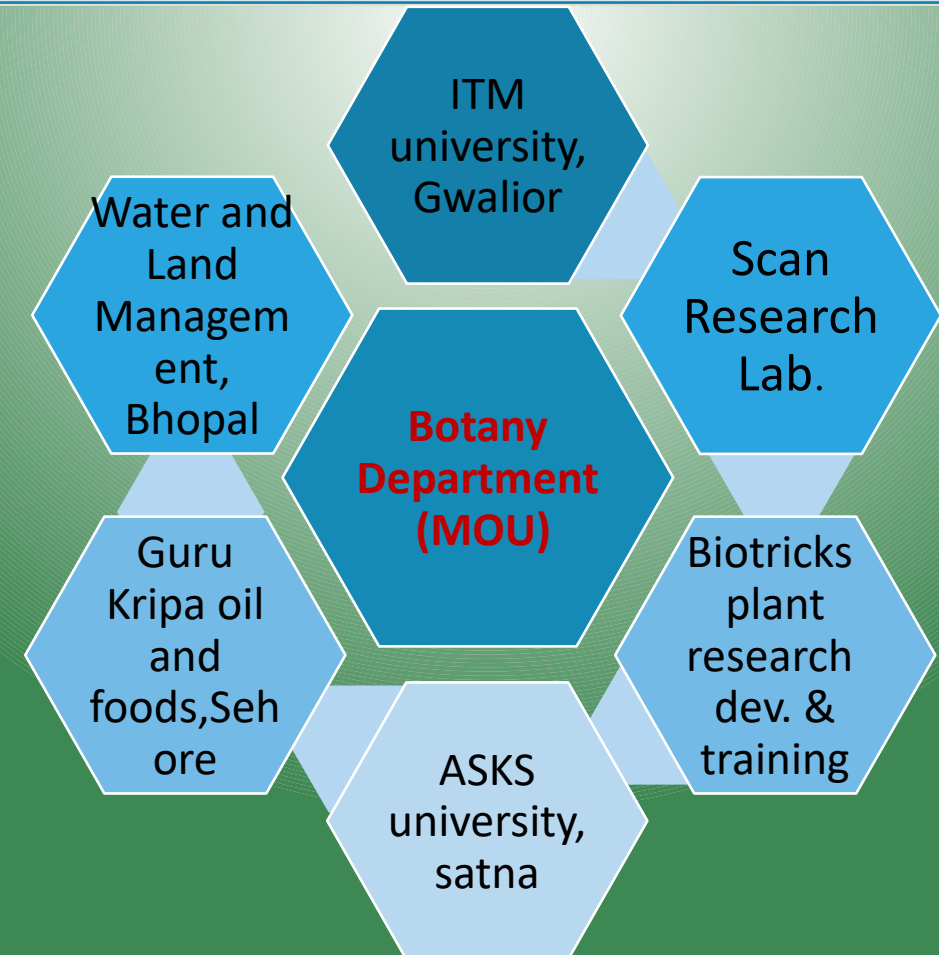 ITM
university,
Gwalior
Scan
Research
Lab.
Biotricks
plant
research
dev. &
training
ASKS
university,
satna
Guru
Kripa oil
and
foods,Seh
ore
Water and
Land
Managem
ent,
Bhopal
Botany
Department
(MOU)